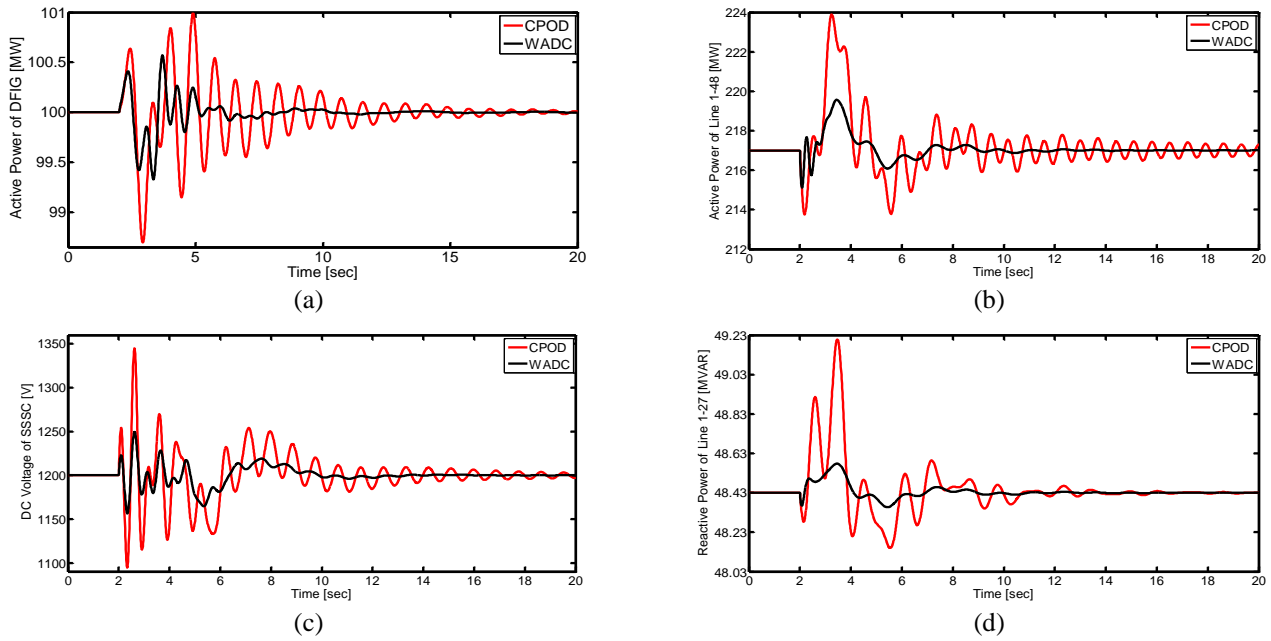 101
100.5
100
99.5
99
Active Power of DFIG [MW]
CPOD
WADC
0 5 10 15 20
Time [sec]
(a)
224
222
220
218
216
214
212
Active Power of Line 1-48 [MW]
CPOD
WADC
0 2 4 6 8 10 12 14 16 18 20
Time [sec]
(b)
1350
1300
1250
1200
1150
1100
DC Voltage of SSSC [V]
CPOD
WADC
0 2 4 6 8 10 12 14 16 18 20
Time [sec]
(c)
49.23
49.03
48.83
48.63
48.43
48.23
48.03
Reactive Power of Line 1-27 [MVAR]
CPOD
WADC
0 2 4 6 8 10 12 14 16 18 20
Time [sec]
(d)